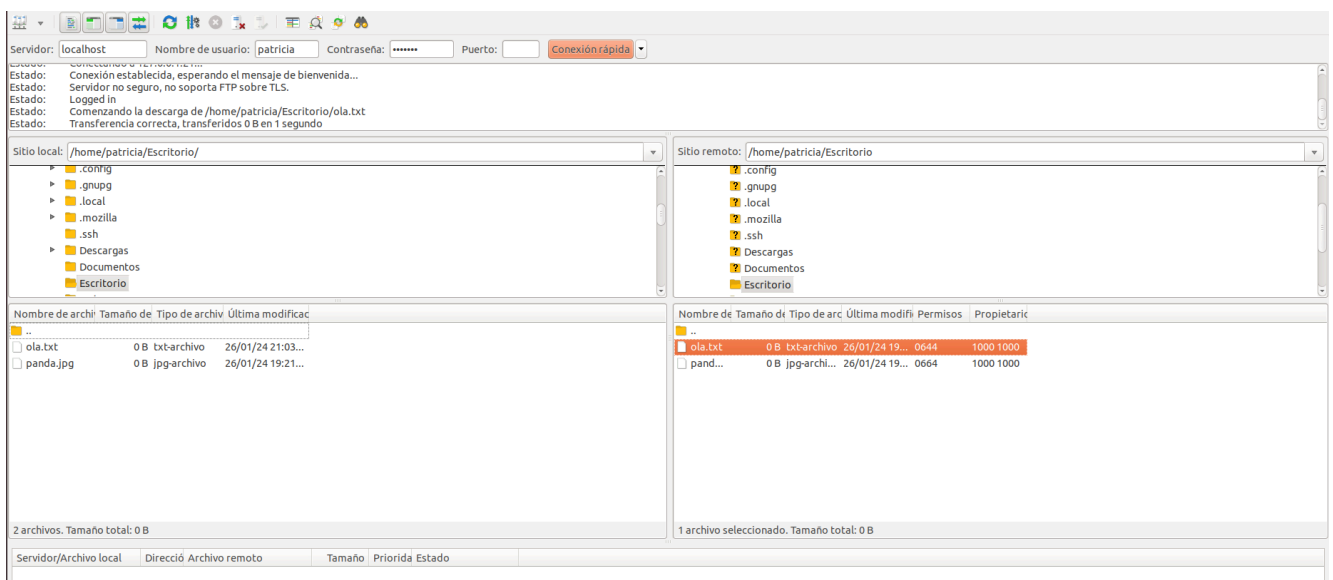 Servidor: localhost Nombre de usuario: patricia Contraseña: ••••••• Puerto: Conexión rápida
Estado: Conectando a 127.0.0.1:21...
Estado: Conexión establecida, esperando el mensaje de bienvenida...
Estado: Servidor no seguro, no soporta FTP sobre TLS.
Estado: Logged in
Estado: Comenzando la descarga de /home/patricia/Escritorio/ola.txt
Estado: Transferencia correcta, transferidos 0 B en 1 segundo
Sitio local: /home/patricia/Escritorio/
.config
.gnupg
.local
.mozilla
.ssh
Descargas
Documentos
Escritorio
Sitio remoto: /home/patricia/Escritorio
.config
.gnupg
.local
.mozilla
.ssh
Descargas
Documentos
Escritorio
Nombre de archi Tamaño de Tipo de archiv Última modificac
..
ola.txt 0 B txt-archivo 26/01/24 21:03...
panda.jpg 0 B jpg-archivo 26/01/24 19:21...
2 archivos. Tamaño total: 0 B
Nombre de Tamaño de Tipo de arc Última modifi Permisos Propietaric
..
ola.txt 0 B txt-archivo 26/01/24 19... 0644 1000 1000
pand... 0 B jpg-archi... 26/01/24 19... 0664 1000 1000
1 archivo seleccionado. Tamaño total: 0 B
Servidor/Archivo local Direcció Archivo remoto Tamaño Priorida Estado